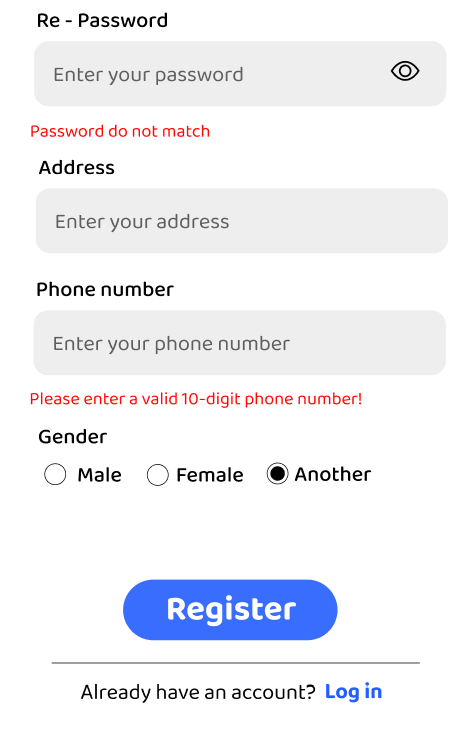 Re - Password
Enter your password
Password do not match
Address
Enter your address
Phone number
Enter your phone number
Please enter a valid 10-digit phone number!
Gender
Male Female Another
Register
Already have an account? Log in